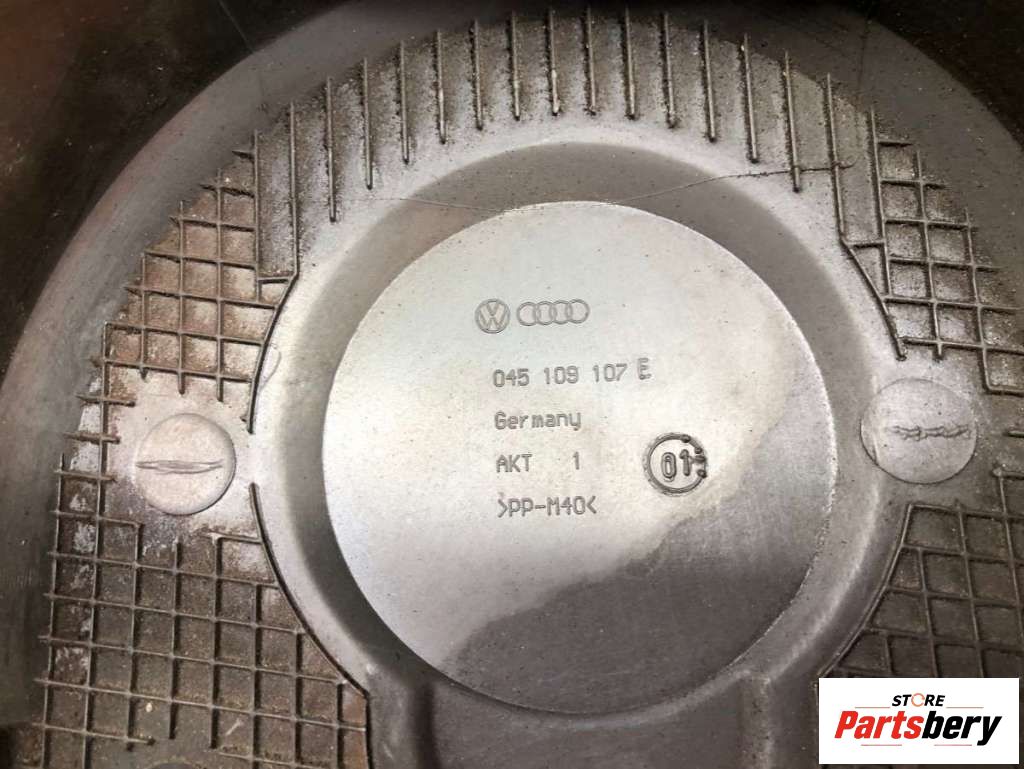 045 109 107 E
Germany
AKT 1
01
>PP-M40<
STORE
Partsbery